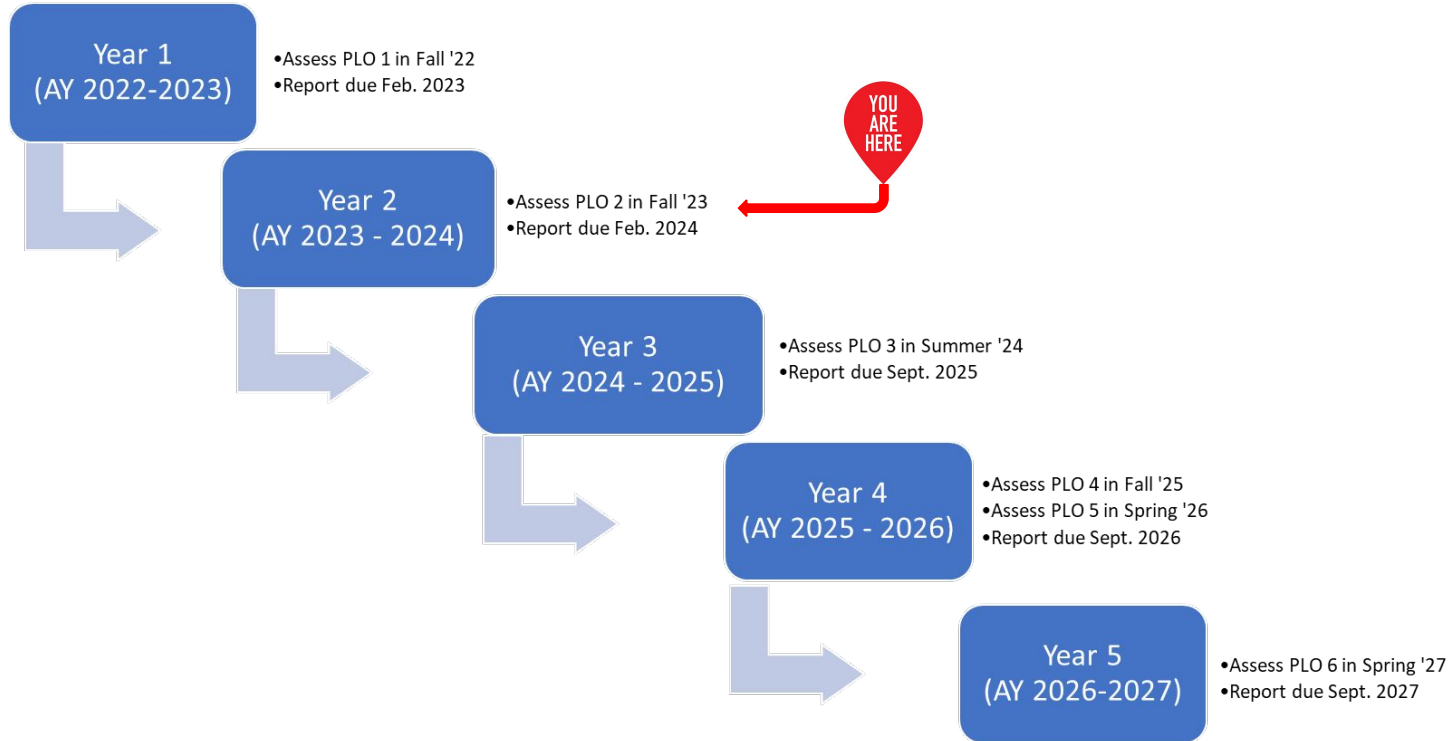 Year 1
(AY 2022-2023)
•Assess PLO 1 in Fall '22
•Report due Feb. 2023
YOU
ARE
HERE
Year 2
(AY 2023 - 2024)
•Assess PLO 2 in Fall '23
•Report due Feb. 2024
Year 3
(AY 2024 - 2025)
•Assess PLO 3 in Summer '24
•Report due Sept. 2025
Year 4
(AY 2025 - 2026)
•Assess PLO 4 in Fall '25
•Assess PLO 5 in Spring '26
•Report due Sept. 2026
Year 5
(AY 2026-2027)
•Assess PLO 6 in Spring '27
•Report due Sept. 2027